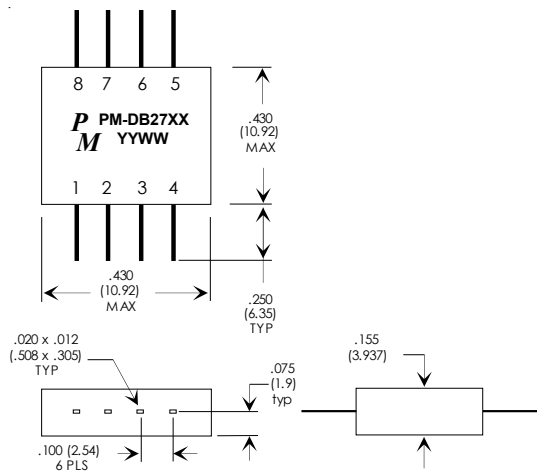 8 7 6 5
P PM-DB27XX
M YYWW
1 2 3 4
.430
(10.92)
MAX
.430
(10.92)
MAX
.250
(6.35)
TYP
.020 x .012
(.508 x .305)
TYP
.075
(1.9)
typ
.155
(3.937)
.100 (2.54)
6 PLS